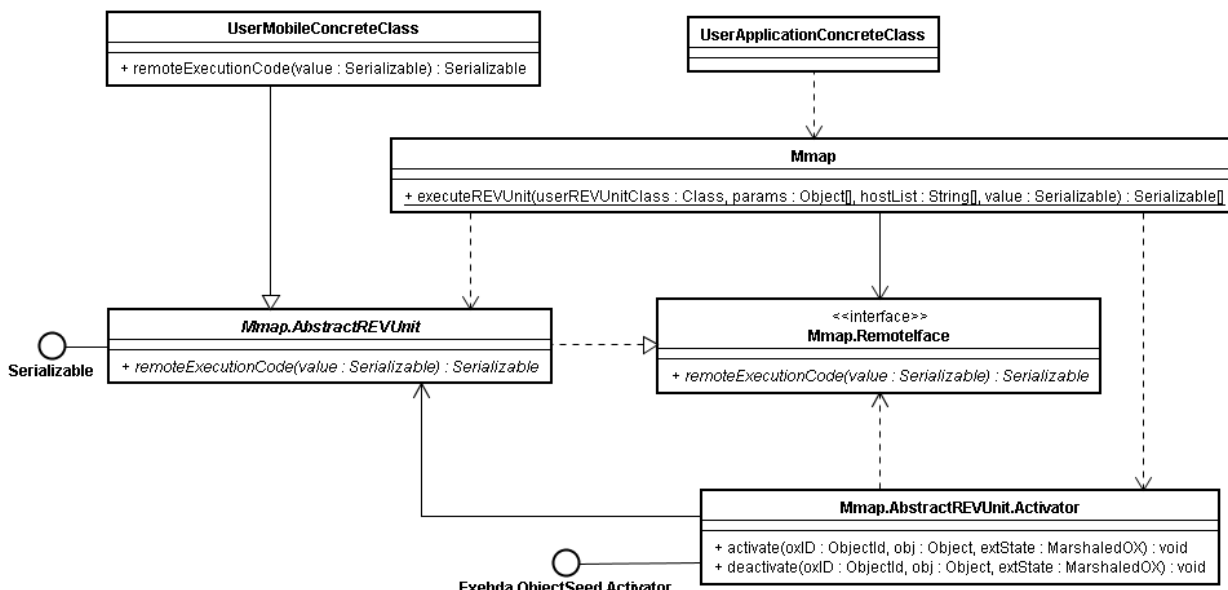 UserMobileConcreteClass
+ remoteExecutionCode(value : Serializable) : Serializable
UserApplicationConcreteClass
Mmap
+ executeREVUnit(userREVUnitClass : Class, params : Object[], hostList : String[], value : Serializable) : Serializable[]
Mmap.AbstractREVUnit
+ remoteExecutionCode(value : Serializable) : Serializable
Serializable
<<interface>>
Mmap.RemoteIface
+ remoteExecutionCode(value : Serializable) : Serializable
Mmap.AbstractREVUnit.Activator
+ activate(oxID : ObjectId, obj : Object, extState : MarshaledOX) : void
+ deactivate(oxID : ObjectId, obj : Object, extState : MarshaledOX) : void
Exehda.ObjectSeed.Activator